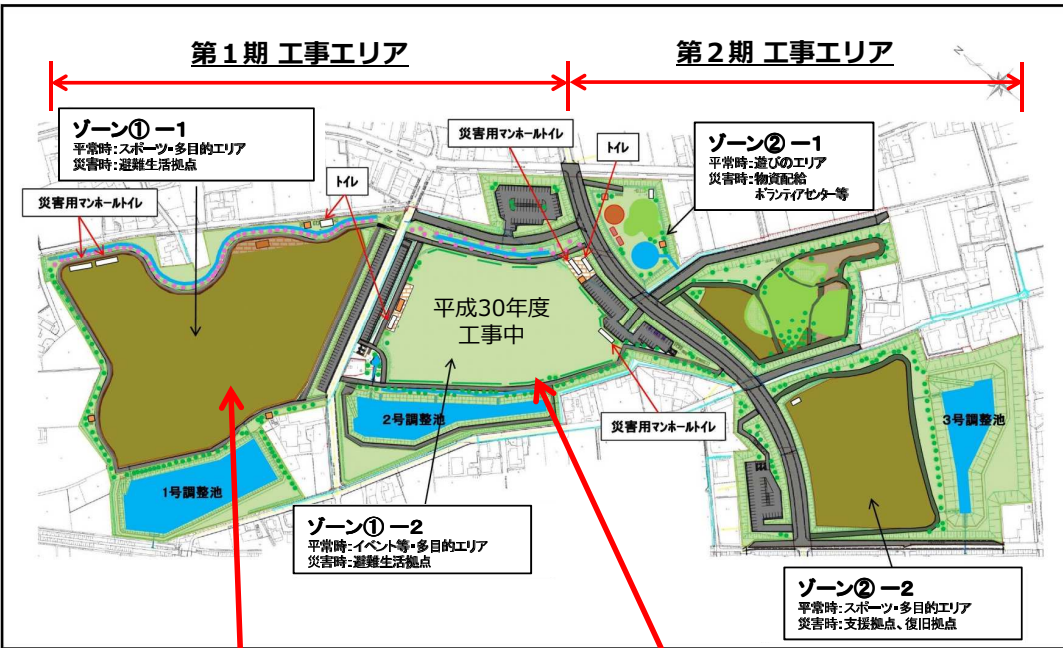 第1期 工事エリア
第2期 工事エリア
N
ゾーン① ー1
平常時:スポーツ・多目的エリア
災害時:避難生活拠点
災害用マンホールトイレ
トイレ
ゾーン② ー1
平常時:遊びのエリア
災害時:物資配給
ボランティアセンター等
災害用マンホールトイレ
トイレ
平成30年度
工事中
2号調整池
災害用マンホールトイレ
3号調整池
1号調整池
ゾーン① ー2
平常時:イベント等・多目的エリア
災害時:避難生活拠点
ゾーン② ー2
平常時:スポーツ・多目的エリア
災害時:支援拠点、復旧拠点